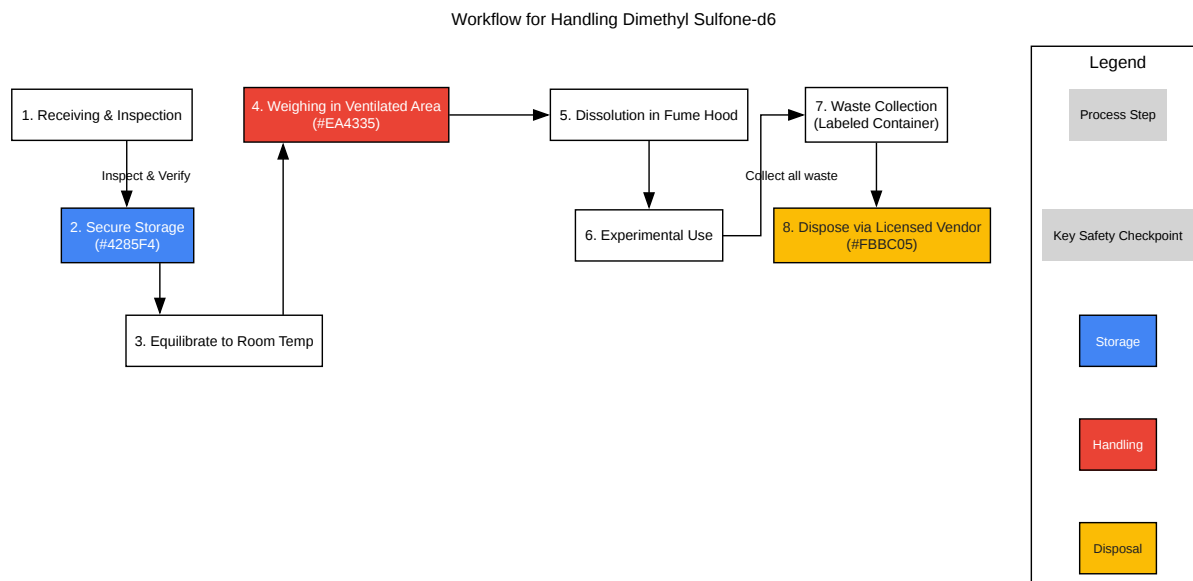 Workflow for Handling Dimethyl Sulfone-d6
1. Receiving & Inspection
Inspect & Verify
2. Secure Storage
(#4285F4)
3. Equilibrate to Room Temp
4. Weighing in Ventilated Area
(#EA4335)
5. Dissolution in Fume Hood
6. Experimental Use
Collect all waste
7. Waste Collection
(Labeled Container)
8. Dispose via Licensed Vendor
(#FBBC05)
Legend
Process Step
Key Safety Checkpoint
Storage
Handling
Disposal